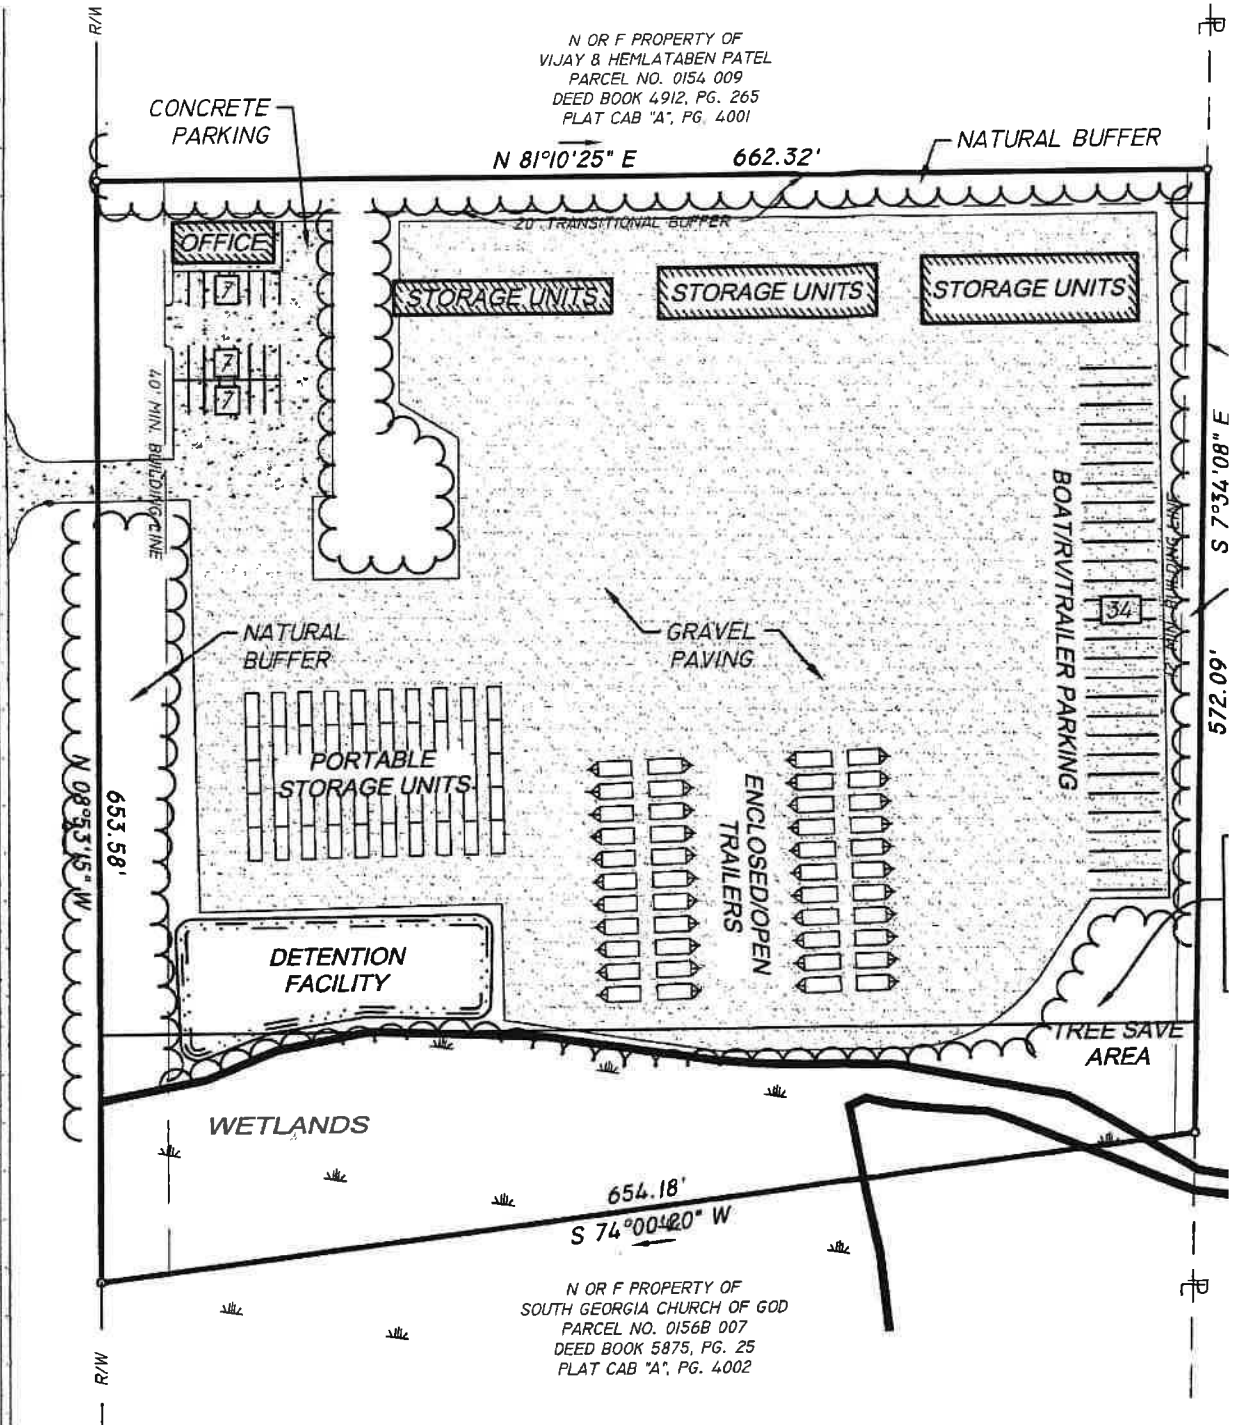 R/W
N OR F PROPERTY OF
VIJAY & HEMLATABEN PATEL
PARCEL NO. 0154 009
DEED BOOK 4912, PG. 265
PLAT CAB "A", PG. 4001
PL
CONCRETE
PARKING
N 81°10'25" E 662.32'
NATURAL BUFFER
20' TRANSITIONAL BUFFER
OFFICE
7
7
7
STORAGE UNITS
STORAGE UNITS
STORAGE UNITS
40' MIN. BUILDING LINE
BOAT/RV/TRAILER PARKING
34
MIN. BUILDING LINE
S 7°34'08" E
572.09'
NATURAL
BUFFER
GRAVEL
PAVING
PORTABLE
STORAGE UNITS
ENCLOSED/OPEN
TRAILERS
653.58'
N 08°53'15" W
DETENTION
FACILITY
TREE SAVE
AREA
WETLANDS
654.18'
S 74°00' W
N OR F PROPERTY OF
SOUTH GEORGIA CHURCH OF GOD
PARCEL NO. 0156B 007
DEED BOOK 5875, PG. 25
PLAT CAB "A", PG. 4002
PL
R/W